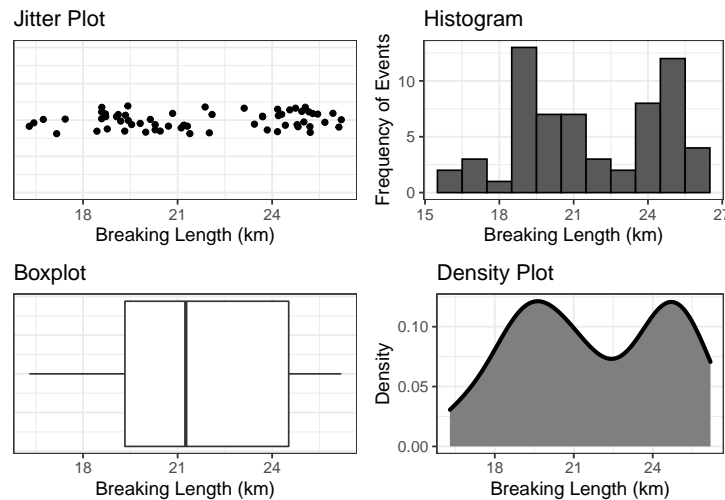 Jitter Plot
18 21 24
Breaking Length (km)
Histogram
Frequency of Events
10
5
0
15 18 21 24 27
Breaking Length (km)
Boxplot
18 21 24
Breaking Length (km)
Density Plot
Density
0.10
0.05
0.00
18 21 24
Breaking Length (km)